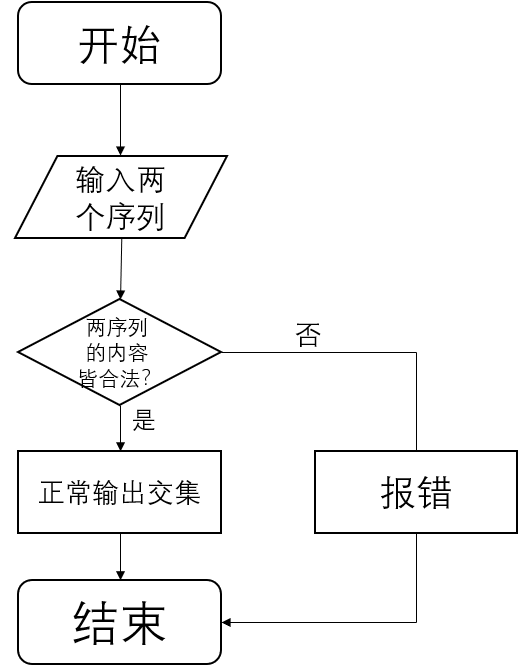 开始
输入两
个序列
两序列
的内容
皆合法？
否
是
正常输出交集
报错
结束